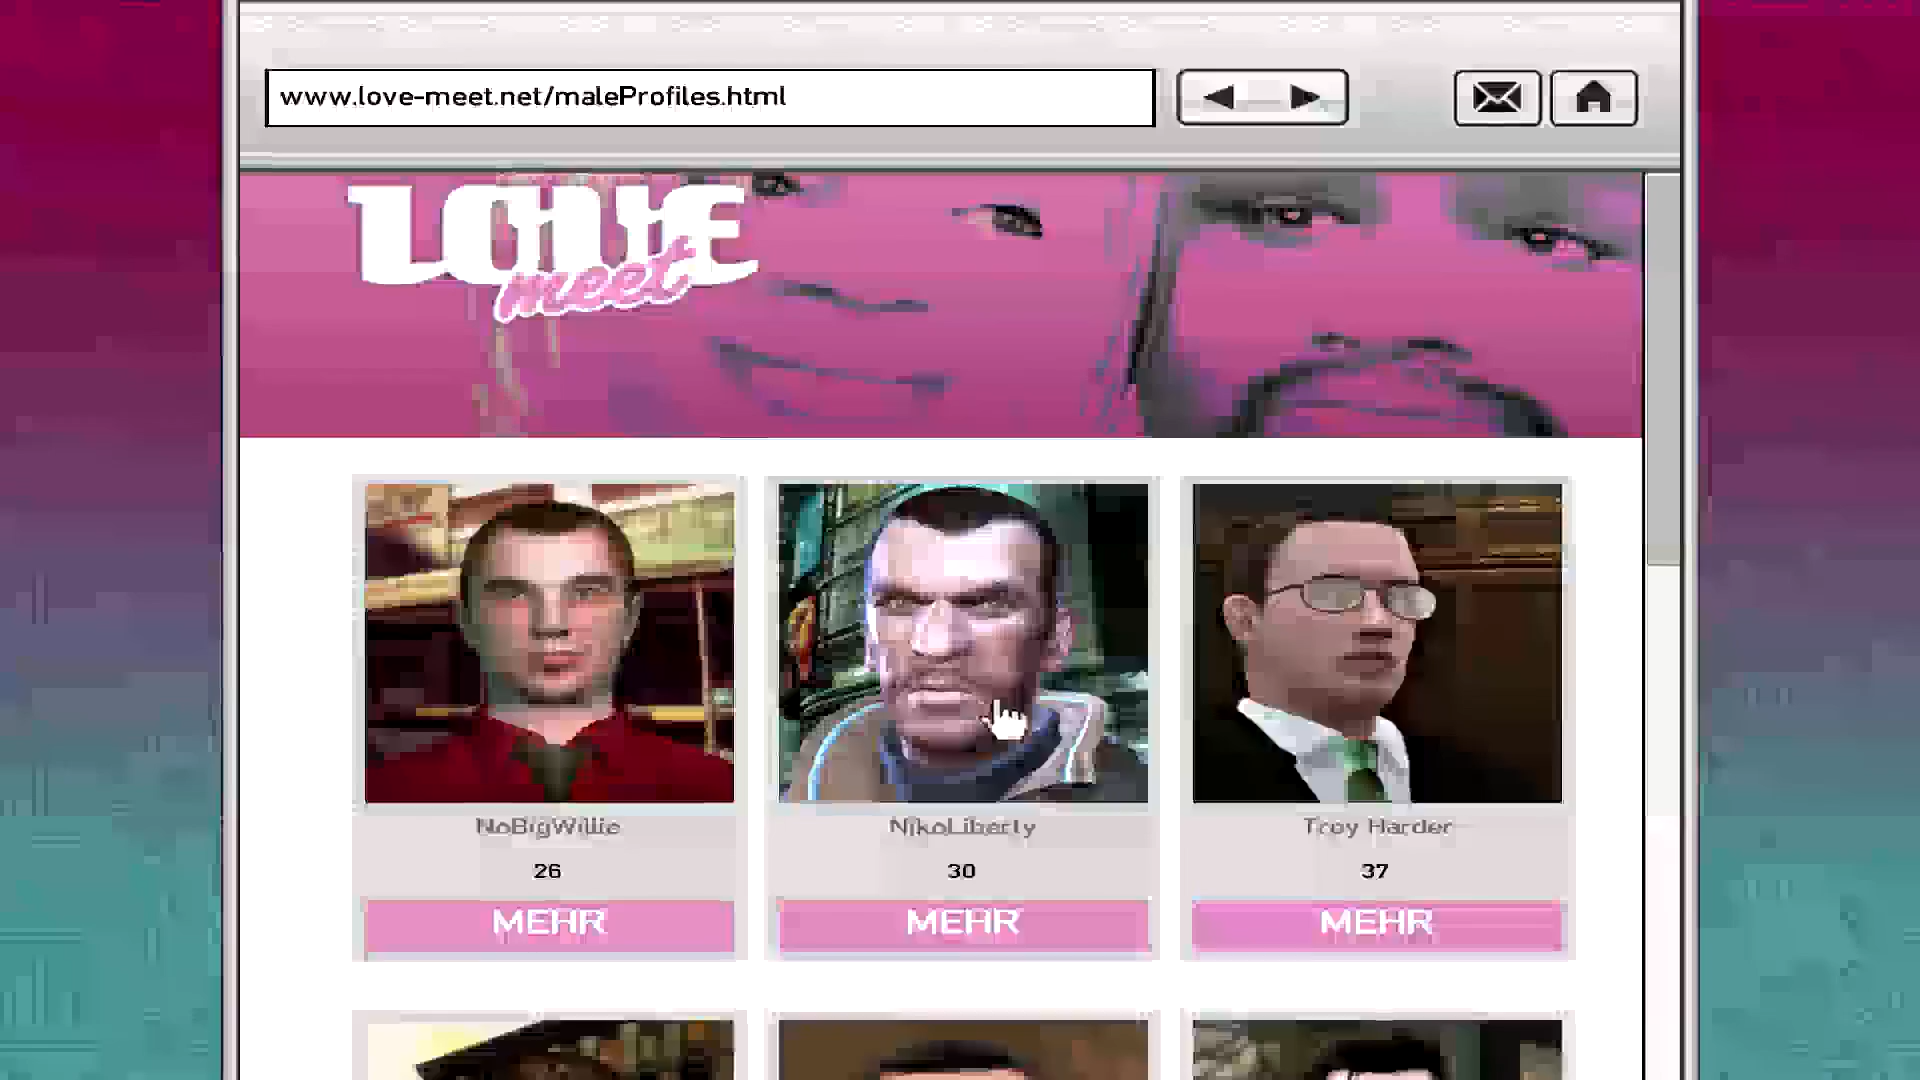 www.love-meet.net/maleProfiles.html
LOVE
meet
NoBigWillie
NikoLiberty
Troy Harder
26
30
37
MEHR
MEHR
MEHR